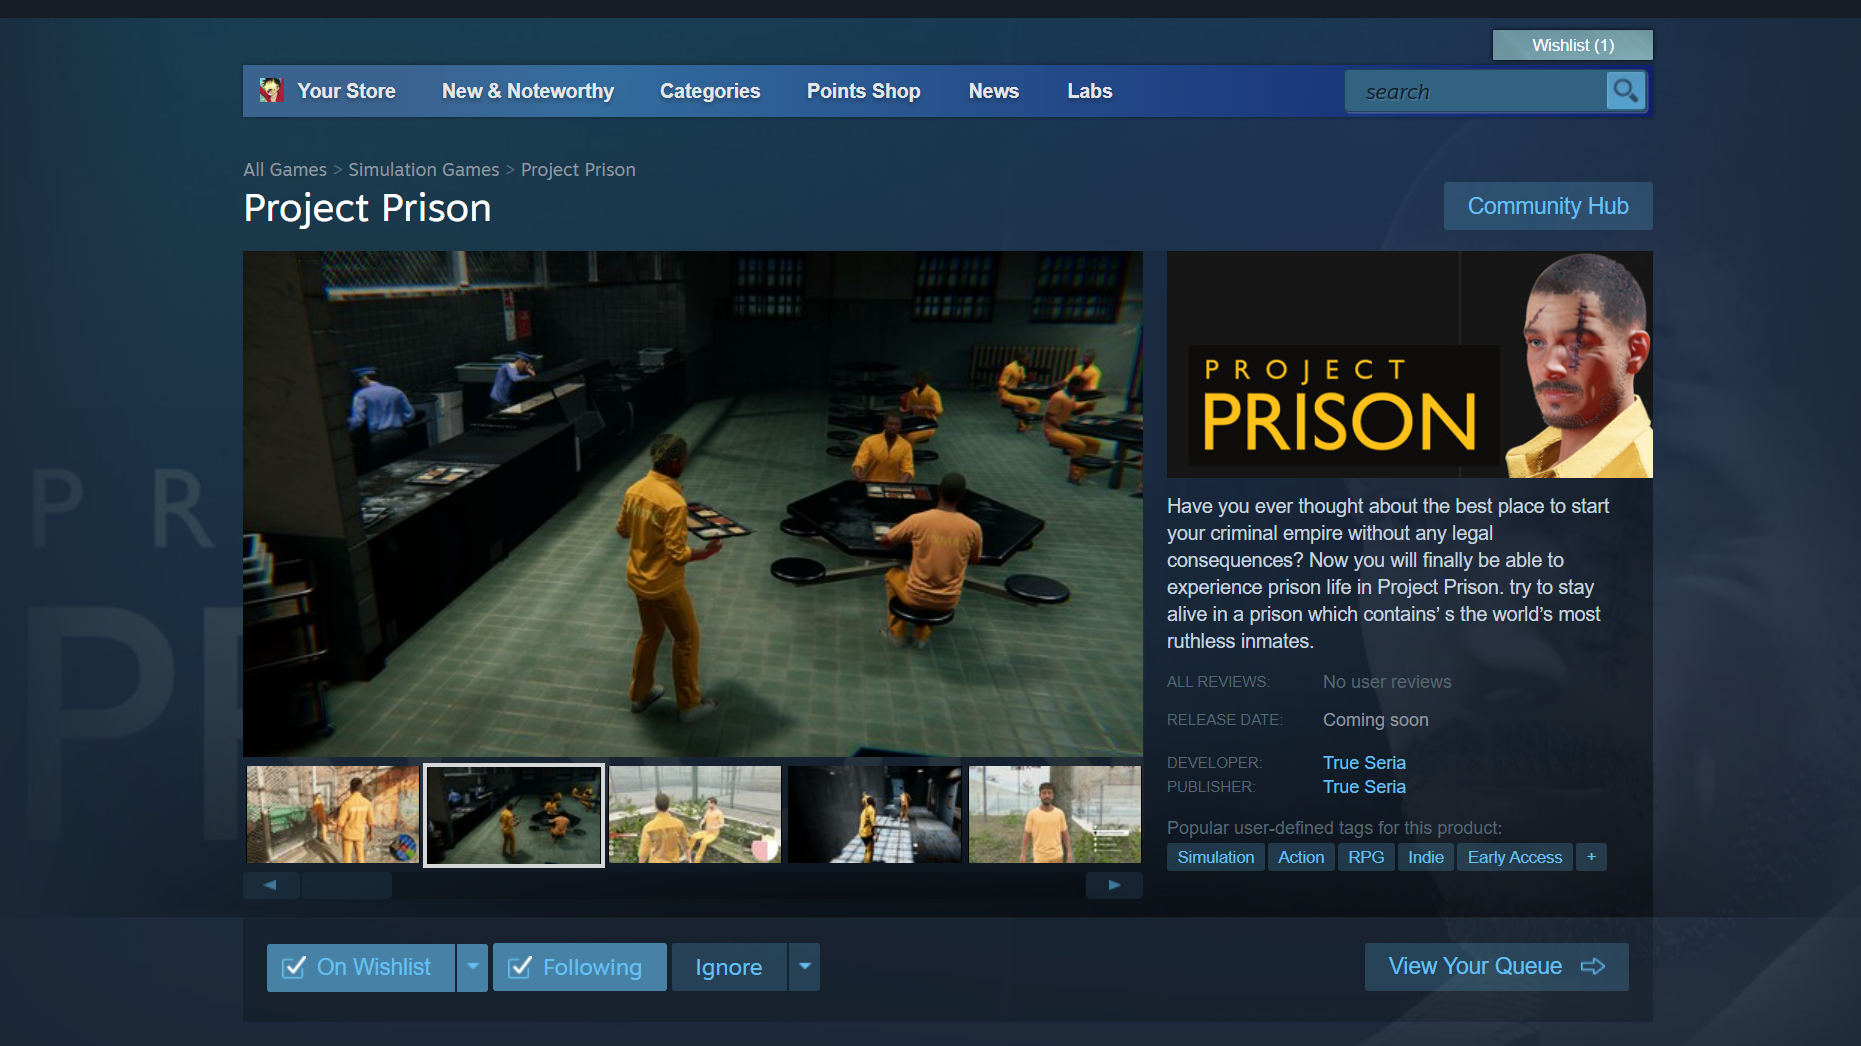 Wishlist (1)
Your Store
New & Noteworthy
Categories
Points Shop
News
Labs
search
All Games > Simulation Games > Project Prison
Project Prison
Community Hub
PROJECT
PRISON
Have you ever thought about the best place to start
your criminal empire without any legal
consequences? Now you will finally be able to
experience prison life in Project Prison. try to stay
alive in a prison which contains’ s the world’s most
ruthless inmates.
ALL REVIEWS: No user reviews
RELEASE DATE: Coming soon
DEVELOPER: True Seria
PUBLISHER: True Seria
Popular user-defined tags for this product:
Simulation Action RPG Indie Early Access +
On Wishlist
Following
Ignore
View Your Queue